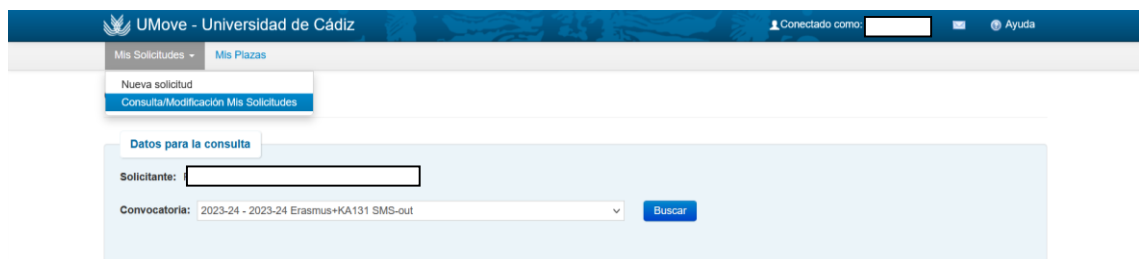 UMove - Universidad de Cádiz Conectado como: Ayuda
Mis Solicitudes Mis Plazas
Nueva solicitud
Consulta/Modificación Mis Solicitudes
Datos para la consulta
Solicitante:
Convocatoria: 2023-24 - 2023-24 Erasmus+KA131 SMS-out Buscar